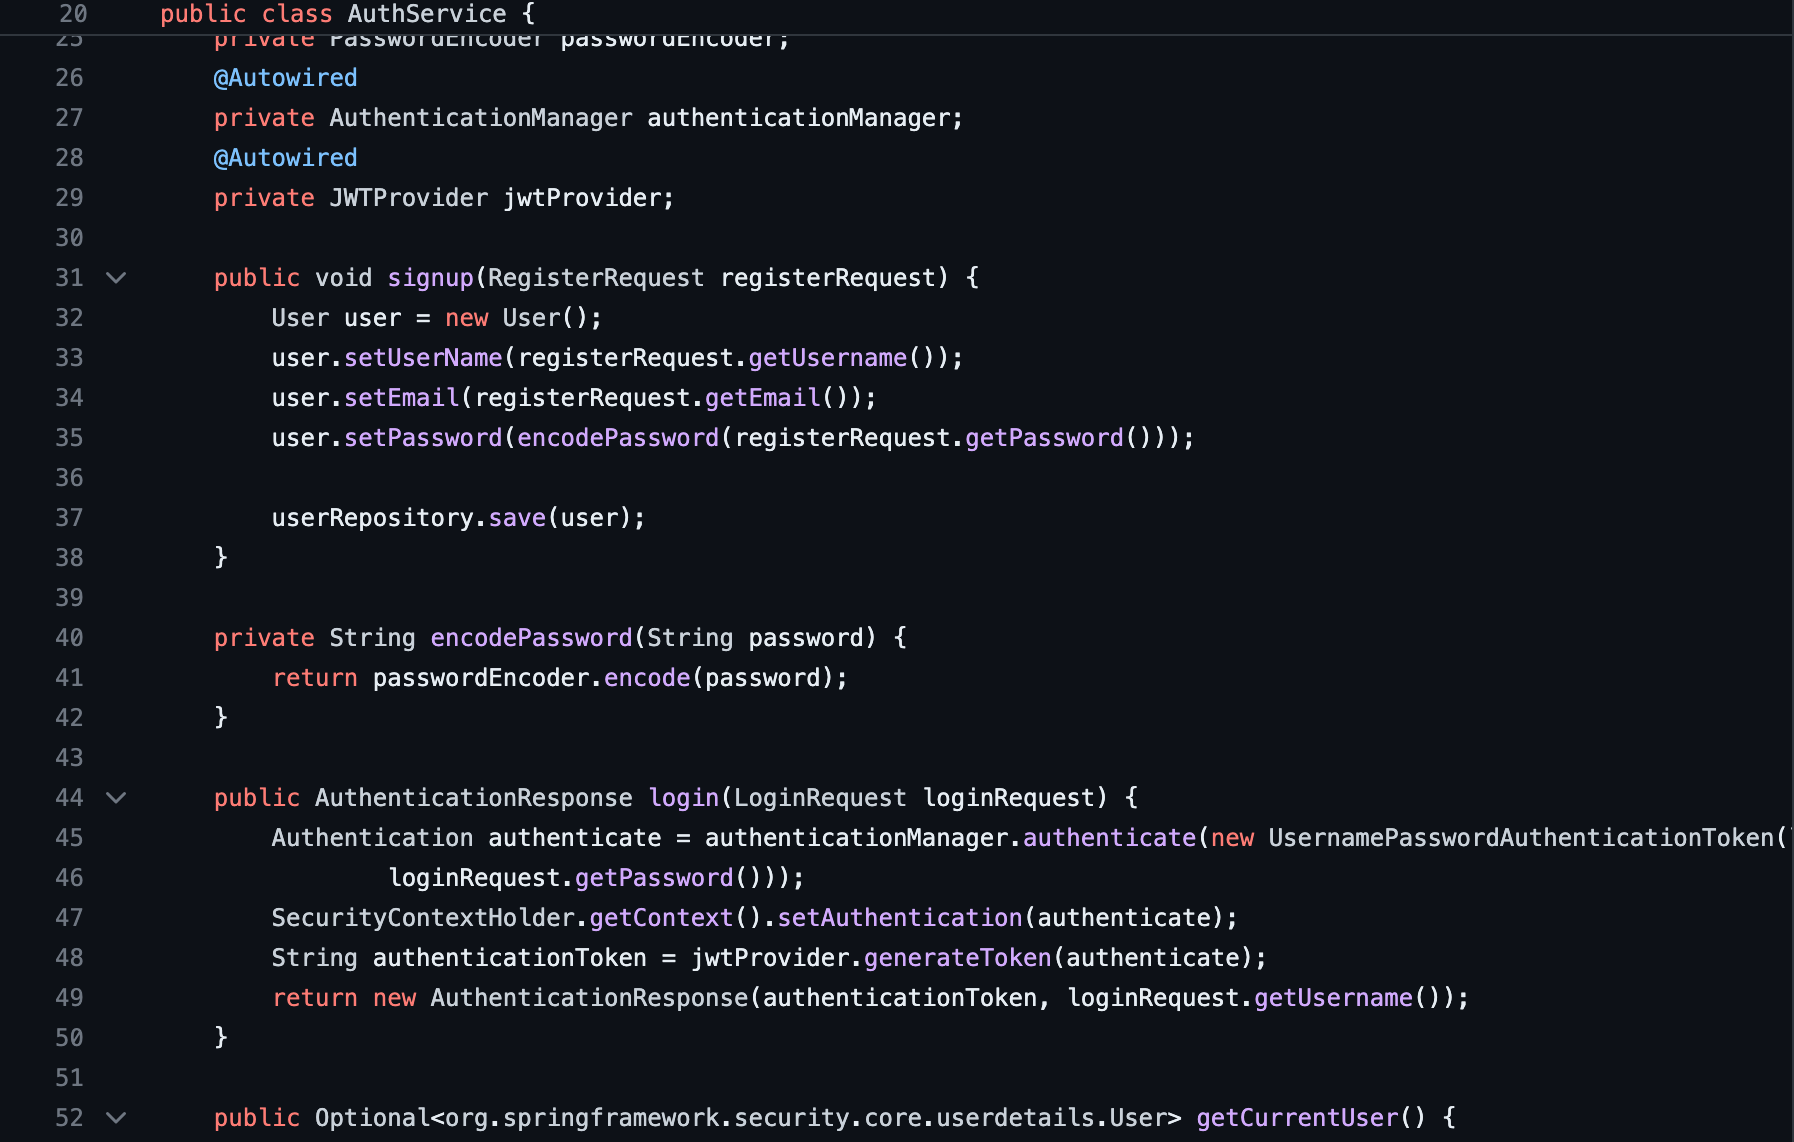 20 public class AuthService {
25 private PasswordEncoder passwordEncoder;
26 @Autowired
27 private AuthenticationManager authenticationManager;
28 @Autowired
29 private JWTProvider jwtProvider;
30
31 public void signup(RegisterRequest registerRequest) {
32 User user = new User();
33 user.setUserName(registerRequest.getUsername());
34 user.setEmail(registerRequest.getEmail());
35 user.setPassword(encodePassword(registerRequest.getPassword()));
36
37 userRepository.save(user);
38 }
39
40 private String encodePassword(String password) {
41 return passwordEncoder.encode(password);
42 }
43
44 public AuthenticationResponse login(LoginRequest loginRequest) {
45 Authentication authenticate = authenticationManager.authenticate(new UsernamePasswordAuthenticationToken(
46 loginRequest.getPassword()));
47 SecurityContextHolder.getContext().setAuthentication(authenticate);
48 String authenticationToken = jwtProvider.generateToken(authenticate);
49 return new AuthenticationResponse(authenticationToken, loginRequest.getUsername());
50 }
51
52 public Optional<org.springframework.security.core.userdetails.User> getCurrentUser() {